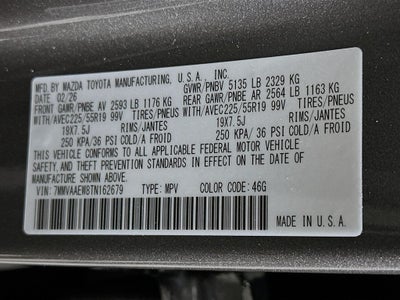 MFD. BY MAZDA TOYOTA MANUFACTURING, U.S.A., INC.
DATE 02/26 GVWR/PNBV 5135 LB 2329 KG
FRONT GAWR/PNBE AV 2593 LB 1176 KG REAR GAWR/PNBE AR 2564 LB 1163 KG
WITH/AVEC225/55R19 99V TIRES/PNEUS WITH/AVEC225/55R19 99V TIRES/PNEUS
19X7.5J RIMS/JANTES 19X7.5J RIMS/JANTES
250 KPA/36 PSI COLD/A FROID 250 KPA/36 PSI COLD/A FROID
THIS VEHICLE CONFORMS TO ALL APPLICABLE FEDERAL MOTOR VEHICLE
SAFETY, AND THEFT PREVENTION STANDARDS IN EFFECT ON THE DATE
OF MANUFACTURE SHOWN ABOVE.
VIN: 7MMVAAEW8TN162679 TYPE: MPV COLOR CODE: 46G
MADE IN U.S.A.